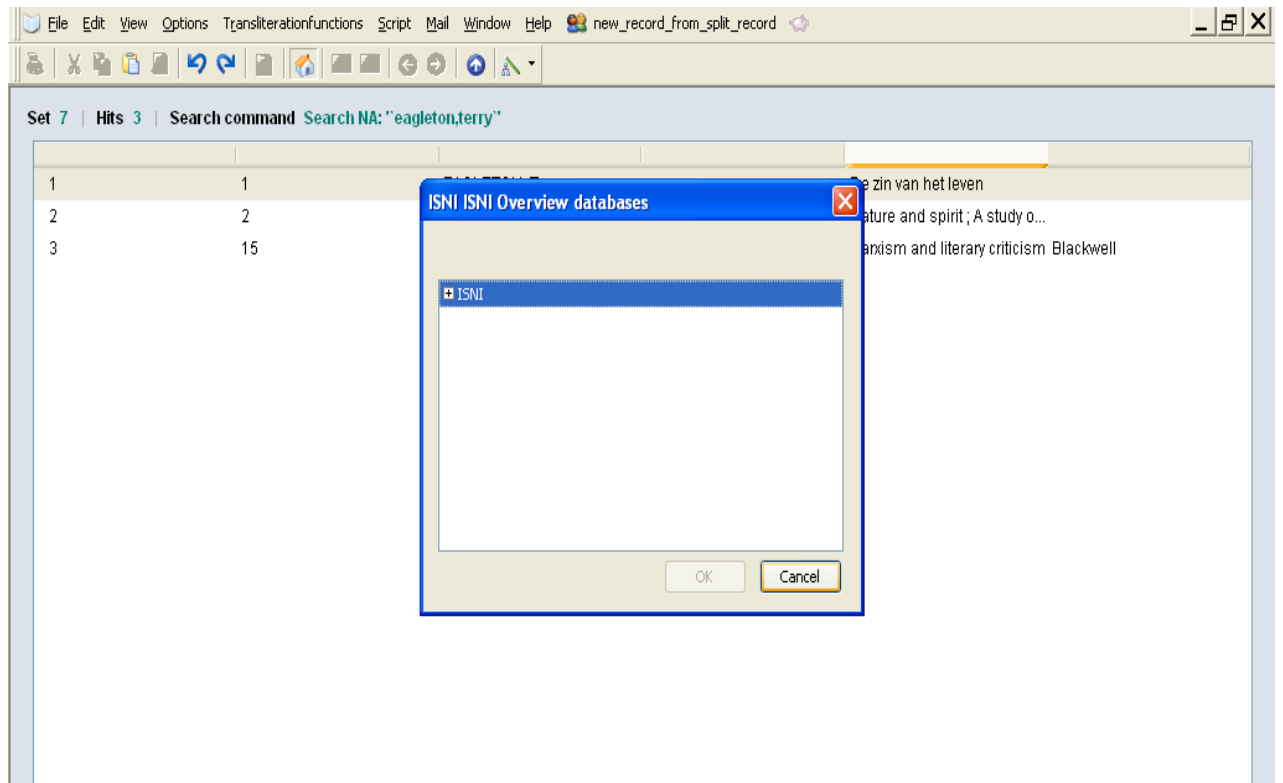 File Edit View Options Transliterationfunctions Script Mail Window Help new_record_from_split_record
Set 7 | Hits 3 | Search command Search NA: "eagleton,terry"
1 1 De zin van het leven
2 2 ature and spirit ; A study o...
3 15 arxism and literary criticism Blackwell
ISNI ISNI Overview databases
ISNI
OK Cancel